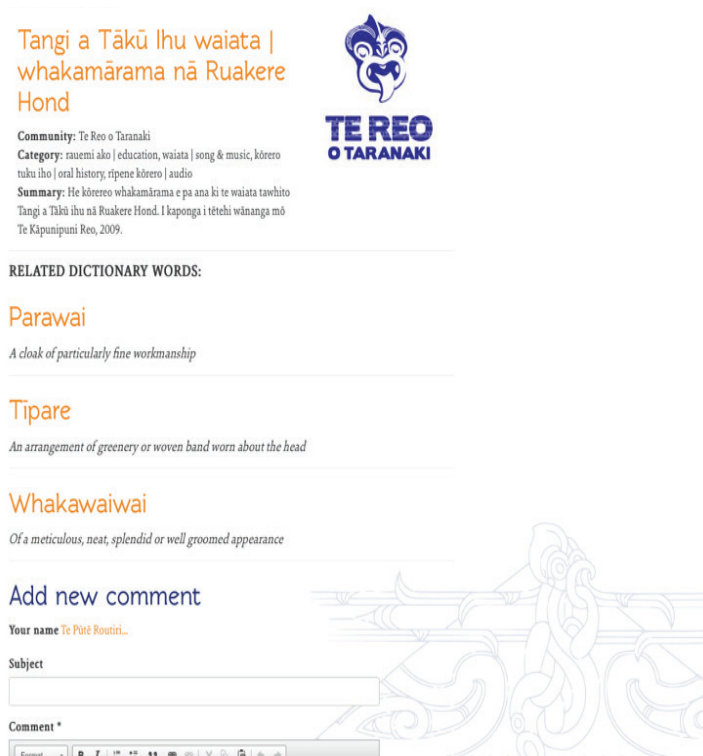 Tangi a Tākū Ihu waiata |
whakamārama nā Ruakere
Hond
TE REO
O TARANAKI
Community: Te Reo o Taranaki
Category: rauemi ako | education, waiata | song & music, kōrero
tuku iho | oral history, rīpene kōrero | audio
Summary: He kōrereo whakamārama e pa ana ki te waiata tawhito
Tangi a Tākū ihu nā Ruakere Hond. I kaponga i tētehi wānanga mō
Te Kāpunipuni Reo, 2009.
RELATED DICTIONARY WORDS:
Parawai
A cloak of particularly fine workmanship
Tīpare
An arrangement of greenery or woven band worn about the head
Whakawaiwai
Of a meticulous, neat, splendid or well groomed appearance
Add new comment
Your name Te Pūtē Routiri...
Subject
Comment *
Format B I